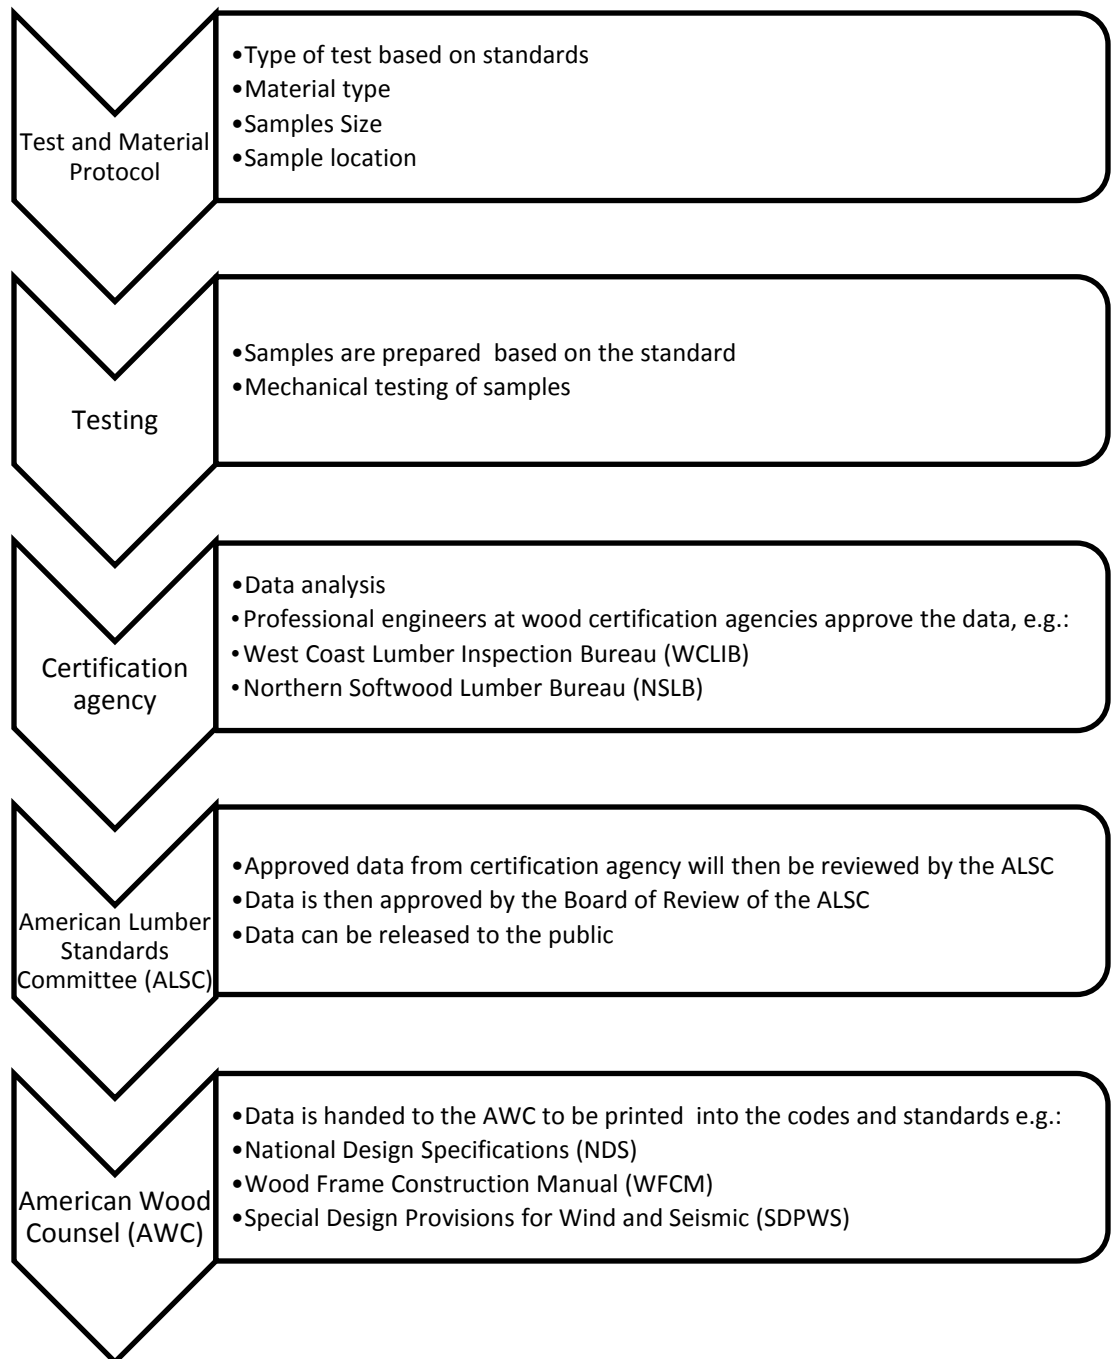 Test and Material
Protocol
•Type of test based on standards
•Material type
•Samples Size
•Sample location
Testing
•Samples are prepared  based on the standard
•Mechanical testing of samples
Certification
agency
•Data analysis
•Professional engineers at wood certification agencies approve the data, e.g.:
•West Coast Lumber Inspection Bureau (WCLIB)
•Northern Softwood Lumber Bureau (NSLB)
American Lumber
Standards
Committee (ALSC)
•Approved data from certification agency will then be reviewed by the ALSC
•Data is then approved by the Board of Review of the ALSC
•Data can be released to the public
American Wood
Counsel (AWC)
•Data is handed to the AWC to be printed  into the codes and standards e.g.:
•National Design Specifications (NDS)
•Wood Frame Construction Manual (WFCM)
•Special Design Provisions for Wind and Seismic (SDPWS)